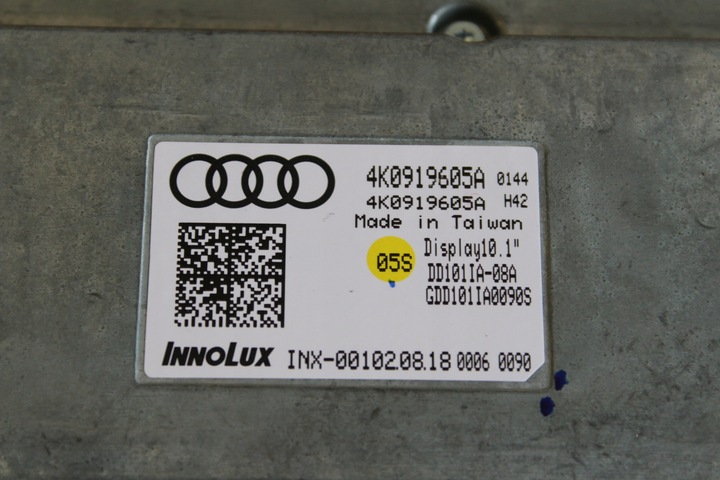 4K0919605A 0144
4K0919605A H42
Made in Taiwan
Display10.1"
05S
DD101IA-08A
GDD101IA0090S
INNOLUX INX-00102.08.18 0006 0090